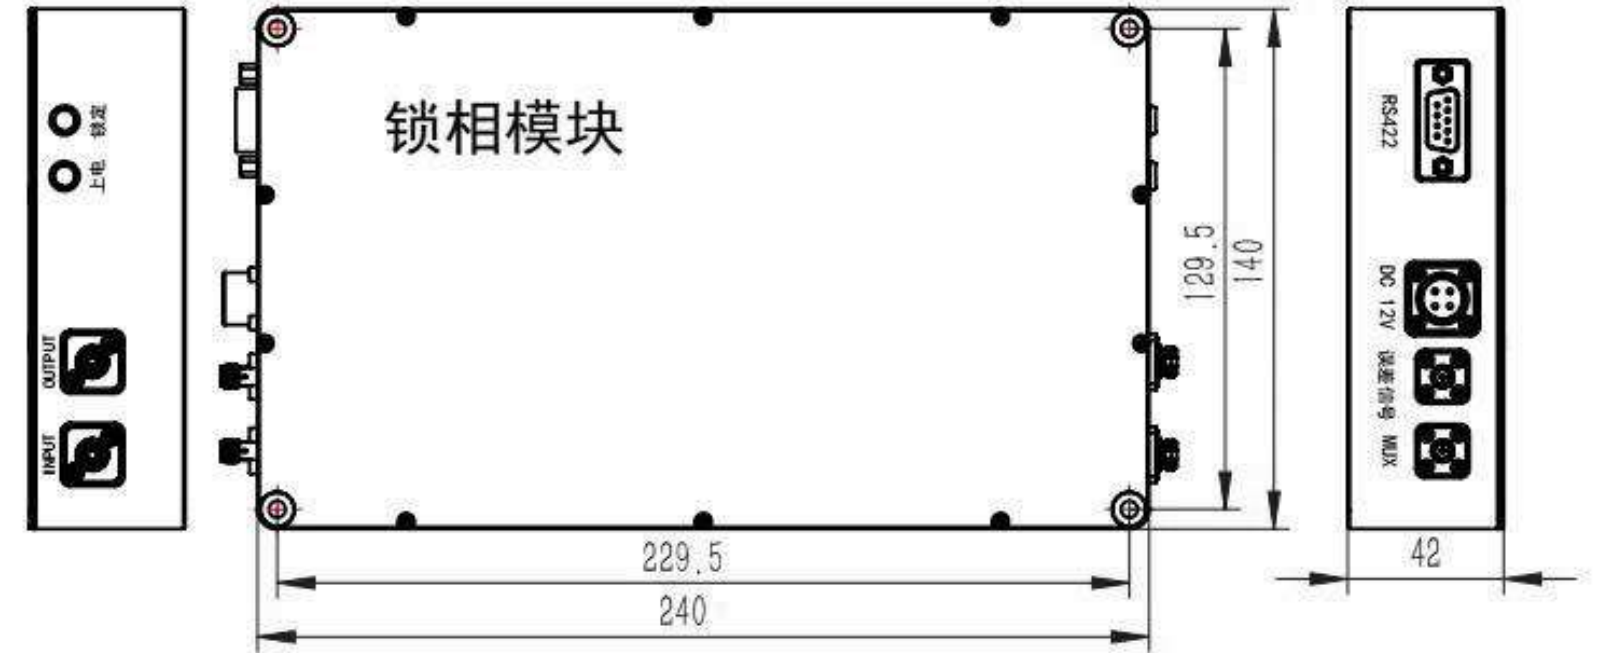 锁定
上电
OUTPUT
INPUT
锁相模块
129.5
140
229.5
240
RS422
DC 12V
误差信号
MUX
42